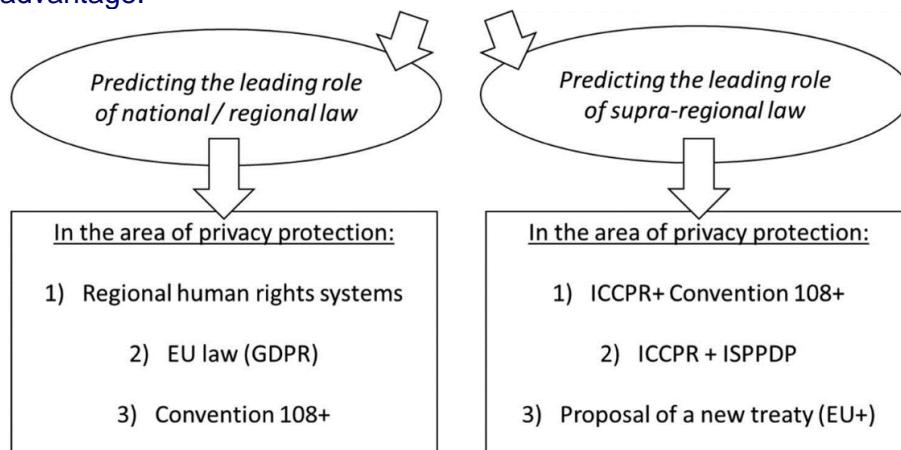 advantage.
Predicting the leading role
of national / regional law
In the area of privacy protection:
1) Regional human rights systems
2) EU law (GDPR)
3) Convention 108+
Predicting the leading role
of supra-regional law
In the area of privacy protection:
1) ICCPR+ Convention 108+
2) ICCPR + ISPPDP
3) Proposal of a new treaty (EU+)